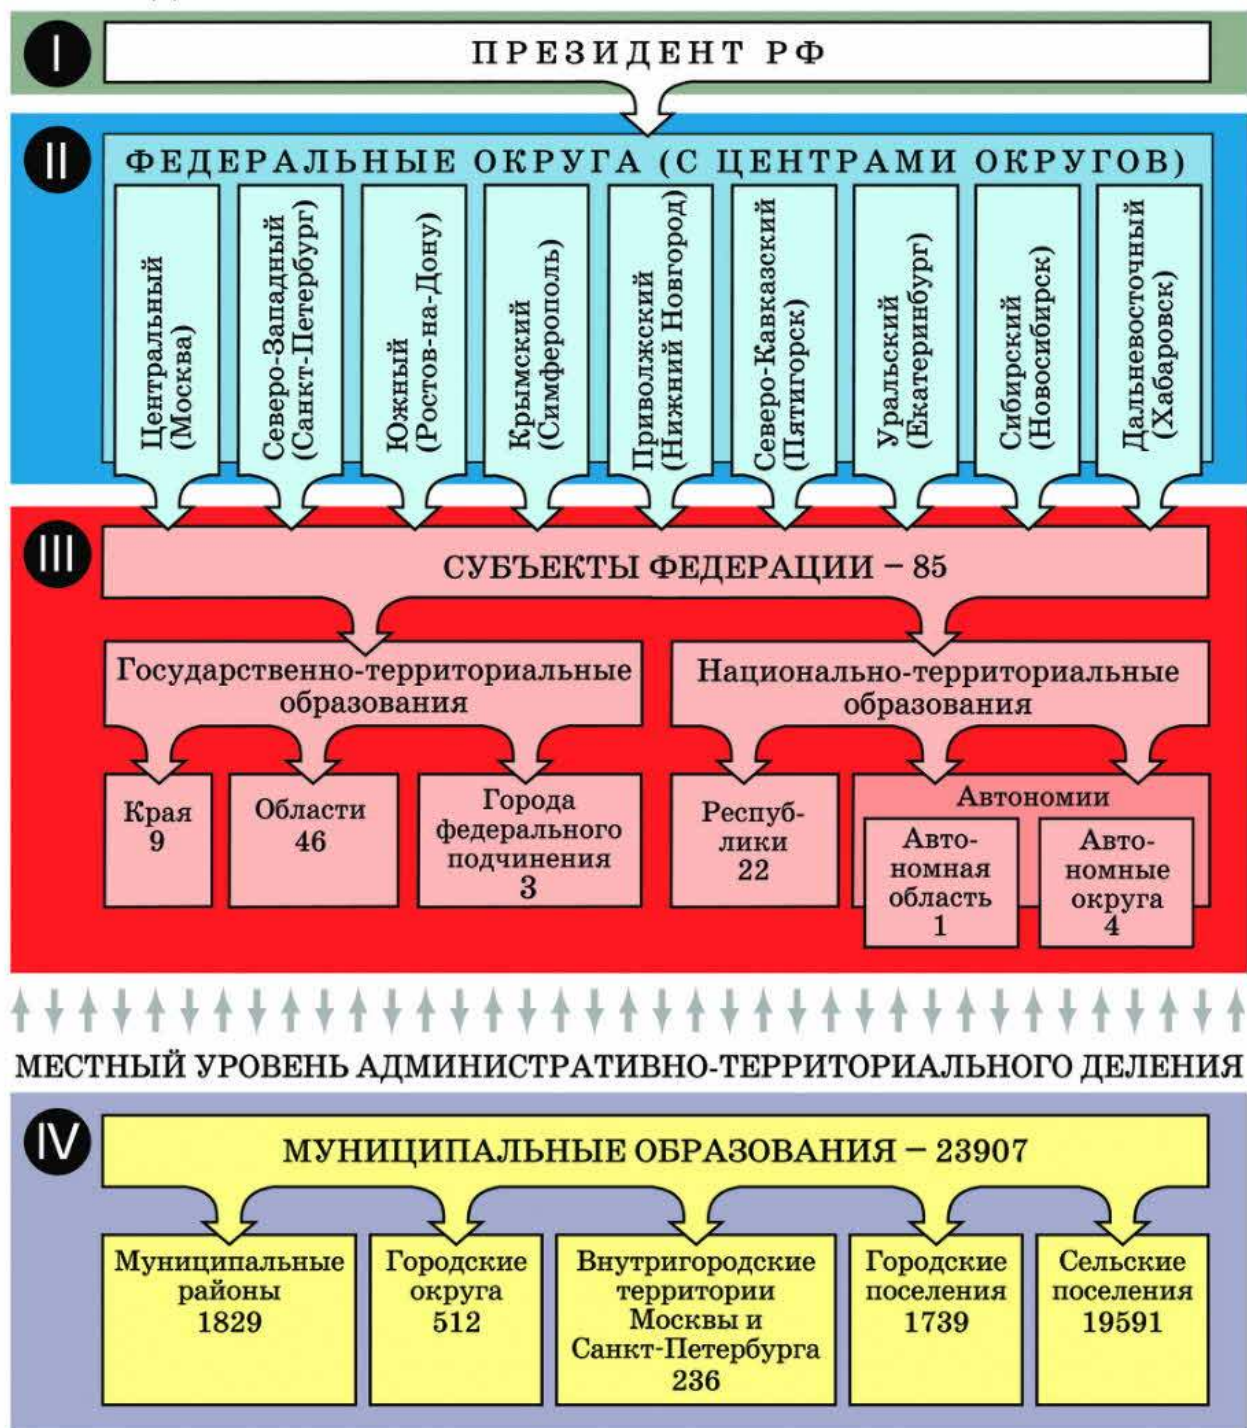 I
ПРЕЗИДЕНТ РФ
II
ФЕДЕРАЛЬНЫЕ ОКРУГА (С ЦЕНТРАМИ ОКРУГОВ)
Центральный
(Москва)
Северо-Западный
(Санкт-Петербург)
Южный
(Ростов-на-Дону)
Крымский
(Симферополь)
Приволжский
(Нижний Новгород)
Северо-Кавказский
(Пятигорск)
Уральский
(Екатеринбург)
Сибирский
(Новосибирск)
Дальневосточный
(Хабаровск)
III
СУБЪЕКТЫ ФЕДЕРАЦИИ – 85
Государственно-территориальные
образования
Национально-территориальные
образования
Края
9
Области
46
Города
федерального
подчинения
3
Респуб-
лики
22
Автономии
Авто-
номная
область
1
Авто-
номные
округа
4
МЕСТНЫЙ УРОВЕНЬ АДМИНИСТРАТИВНО-ТЕРРИТОРИАЛЬНОГО ДЕЛЕНИЯ
IV
МУНИЦИПАЛЬНЫЕ ОБРАЗОВАНИЯ – 23907
Муниципальные
районы
1829
Городские
округа
512
Внутригородские
территории
Москвы и
Санкт-Петербурга
236
Городские
поселения
1739
Сельские
поселения
19591